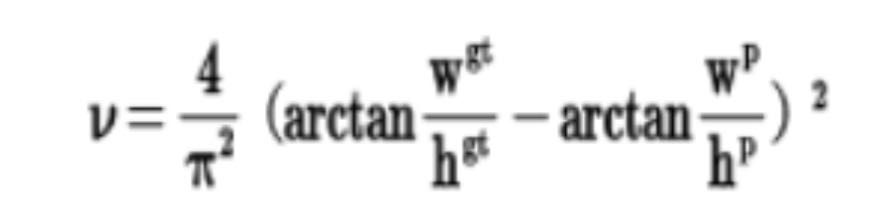 ν = 4/π² (arctan w^gt/h^gt − arctan w^p/h^p)²